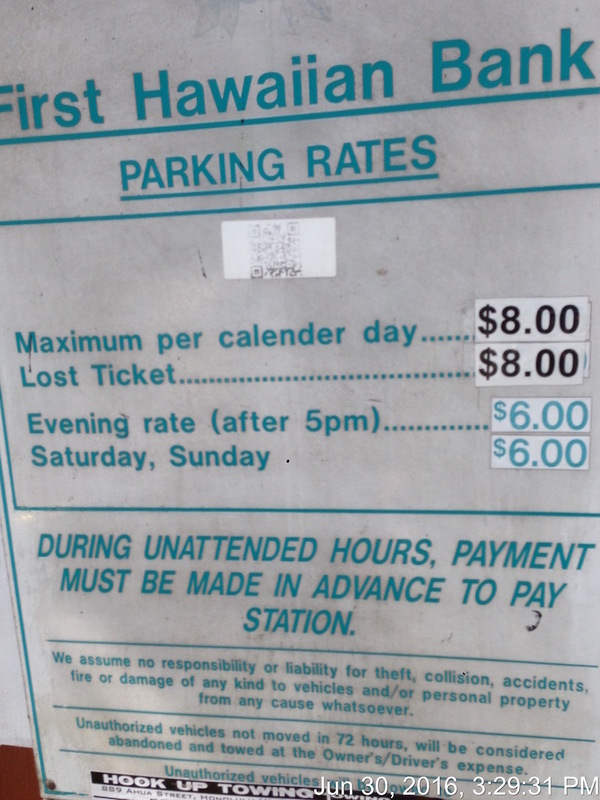 First Hawaiian Bank
PARKING RATES
Maximum per calender day......$8.00
Lost Ticket....................................$8.00
Evening rate (after 5pm)............$6.00
Saturday, Sunday $6.00
DURING UNATTENDED HOURS, PAYMENT
MUST BE MADE IN ADVANCE TO PAY
STATION.
We assume no responsibility or liability for theft, collision, accidents,
fire or damage of any kind to vehicles and/or personal property
from any cause whatsoever.
Unauthorized vehicles not moved in 72 hours, will be considered
abandoned and towed at the Owner's/Driver's expense.
Unauthorized vehicles
HOOK UP TOWING
889 AHUA STREET,
Jun 30, 2016, 3:29:31 PM